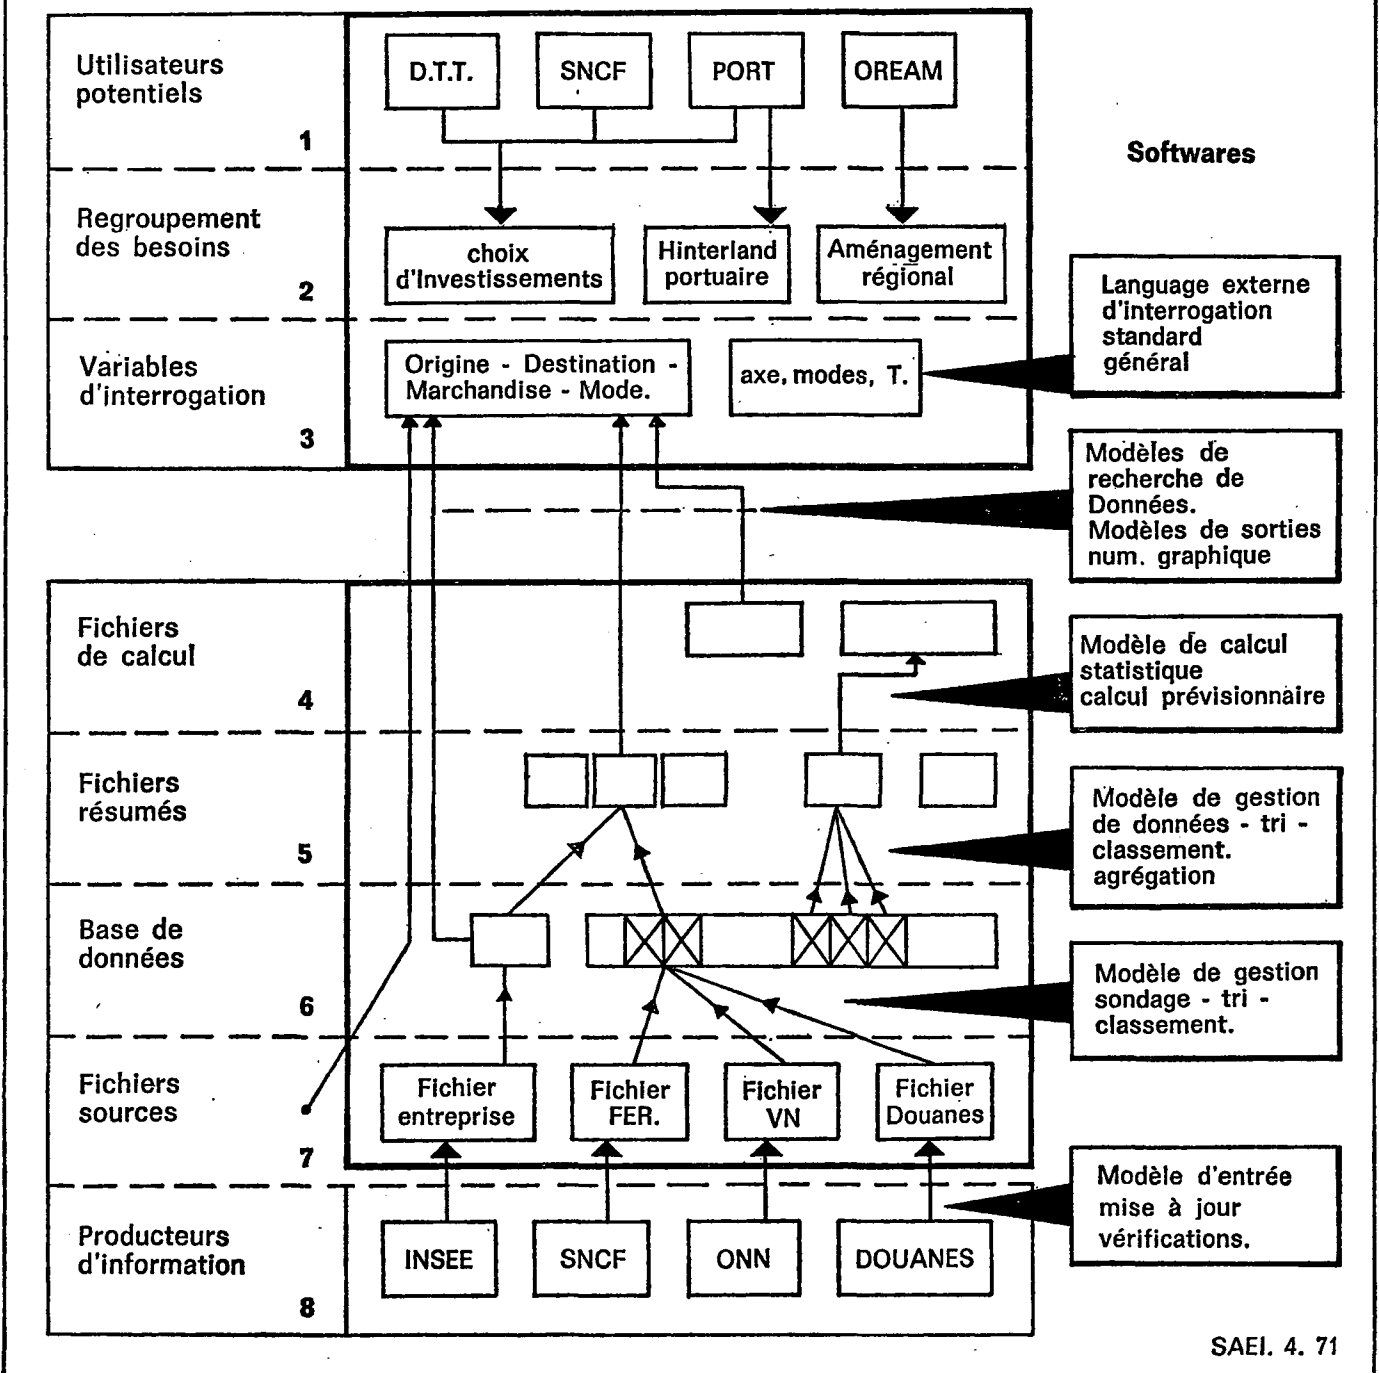 Utilisateurs
potentiels
1
D.T.T.
SNCF
PORT
OREAM
Softwares
Regroupement
des besoins
2
choix
d'Investissements
Hinterland
portuaire
Aménagement
régional
Language externe
d'interrogation
standard
général
Variables
d'interrogation
3
Origine - Destination -
Marchandise - Mode.
axe, modes, T.
Modèles de
recherche de
Données.
Modèles de sorties
num. graphique
Fichiers
de calcul
4
Modèle de calcul
statistique
calcul prévisionnaire
Fichiers
résumés
5
Modèle de gestion
de données - tri -
classement.
agrégation
Base de
données
6
Modèle de gestion
sondage - tri -
classement.
Fichiers
sources
7
Fichier
entreprise
Fichier
FER.
Fichier
VN
Fichier
Douanes
Modèle d'entrée
mise à jour
vérifications.
Producteurs
d'information
8
INSEE
SNCF
ONN
DOUANES
SAEI. 4. 71